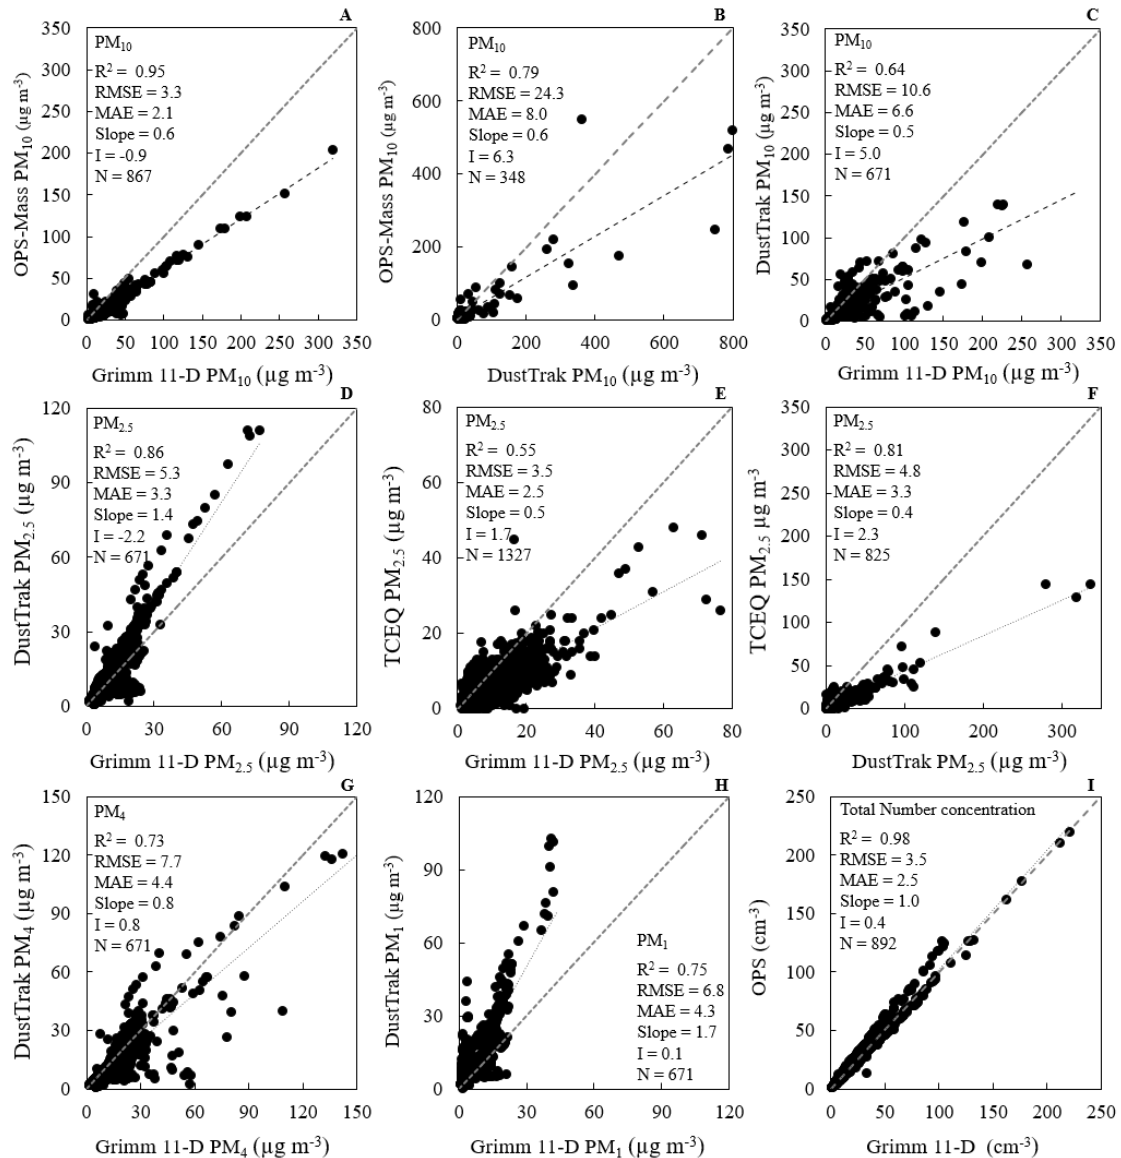 A
PM10
R2 = 0.95
RMSE = 3.3
MAE = 2.1
Slope = 0.6
I = -0.9
N = 867
OPS-Mass PM10 (µg m-3)
350
300
250
200
150
100
50
0
0 50 100 150 200 250 300 350
Grimm 11-D PM10 (µg m-3)
B
PM10
R2 = 0.79
RMSE = 24.3
MAE = 8.0
Slope = 0.6
I = 6.3
N = 348
OPS-Mass PM10 (µg m-3)
800
600
400
200
0
0 200 400 600 800
DustTrak PM10 (µg m-3)
C
PM10
R2 = 0.64
RMSE = 10.6
MAE = 6.6
Slope = 0.5
I = 5.0
N = 671
DustTrak PM10 (µg m-3)
350
300
250
200
150
100
50
0
0 50 100 150 200 250 300 350
Grimm 11-D PM10 (µg m-3)
D
PM2.5
R2 = 0.86
RMSE = 5.3
MAE = 3.3
Slope = 1.4
I = -2.2
N = 671
DustTrak PM2.5 (µg m-3)
120
90
60
30
0
0 30 60 90 120
Grimm 11-D PM2.5 (µg m-3)
E
PM2.5
R2 = 0.55
RMSE = 3.5
MAE = 2.5
Slope = 0.5
I = 1.7
N = 1327
TCEQ PM2.5 (µg m-3)
80
60
40
20
0
0 20 40 60 80
Grimm 11-D PM2.5 (µg m-3)
F
PM2.5
R2 = 0.81
RMSE = 4.8
MAE = 3.3
Slope = 0.4
I = 2.3
N = 825
TCEQ PM2.5 µg m-3)
350
300
250
200
150
100
50
0
0 100 200 300
DustTrak PM2.5 (µg m-3)
G
PM4
R2 = 0.73
RMSE = 7.7
MAE = 4.4
Slope = 0.8
I = 0.8
N = 671
DustTrak PM4 (µg m-3)
150
120
90
60
30
0
0 30 60 90 120 150
Grimm 11-D PM4 (µg m-3)
H
PM1
R2 = 0.75
RMSE = 6.8
MAE = 4.3
Slope = 1.7
I = 0.1
N = 671
DustTrak PM1 (µg m-3)
120
90
60
30
0
0 30 60 90 120
Grimm 11-D PM1 (µg m-3)
I
Total Number concentration
R2 = 0.98
RMSE = 3.5
MAE = 2.5
Slope = 1.0
I = 0.4
N = 892
OPS (cm-3)
250
200
150
100
50
0
0 50 100 150 200 250
Grimm 11-D (cm-3)